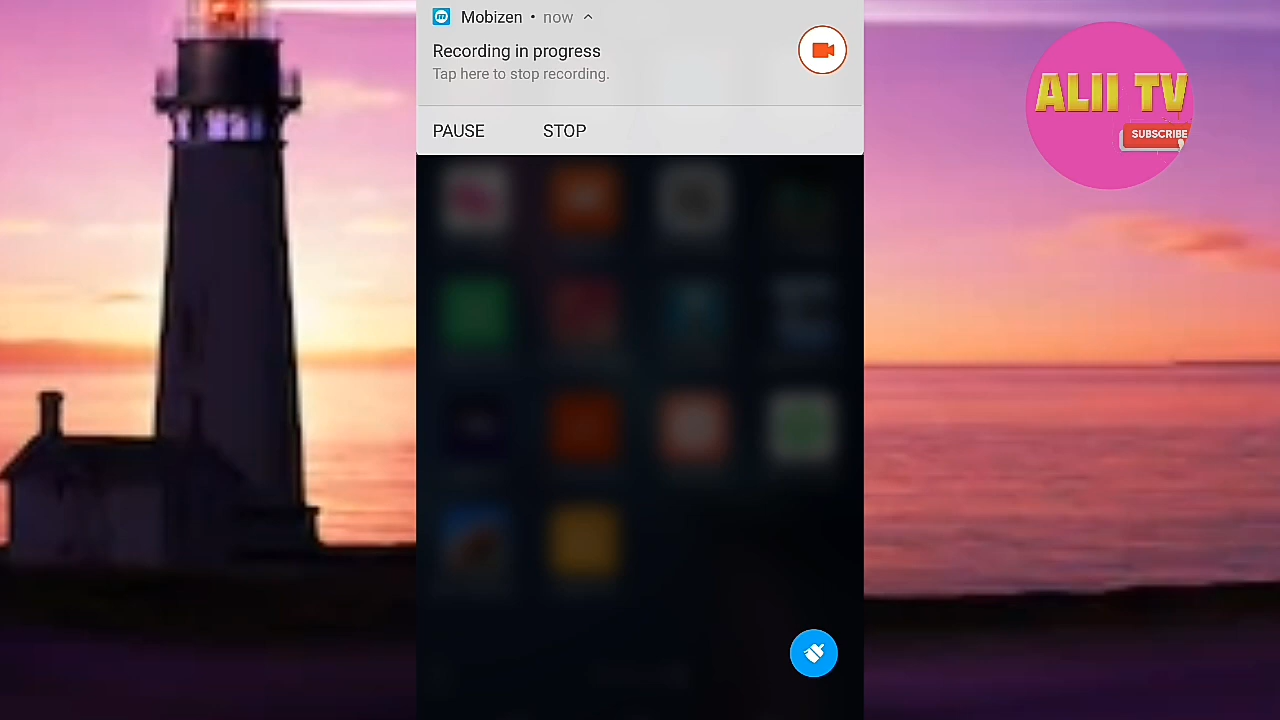 Mobizen • now
Recording in progress
Tap here to stop recording.
PAUSE STOP
ALII TV
SUBSCRIBE